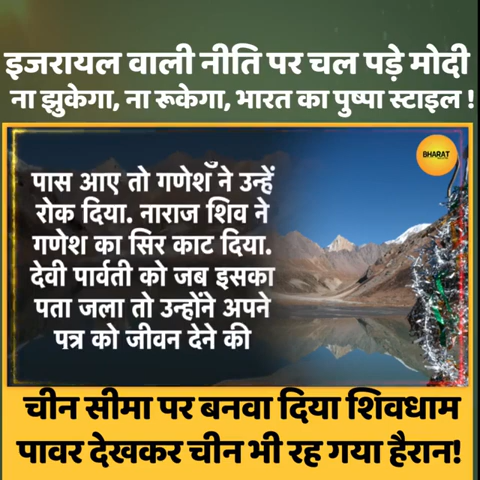 इजरायल वाली नीति पर चल पड़े मोदी
ना झुकेगा, ना रूकेगा, भारत का पुष्पा स्टाइल !
BHARAT
पास आए तो गणेश ने उन्हें
रोक दिया. नाराज शिव ने
गणेश का सिर काट दिया.
देवी पार्वती को जब इसका
पता जला तो उन्होंने अपने
पत्र को जीवन देने की
चीन सीमा पर बनवा दिया शिवधाम
पावर देखकर चीन भी रह गया हैरान!